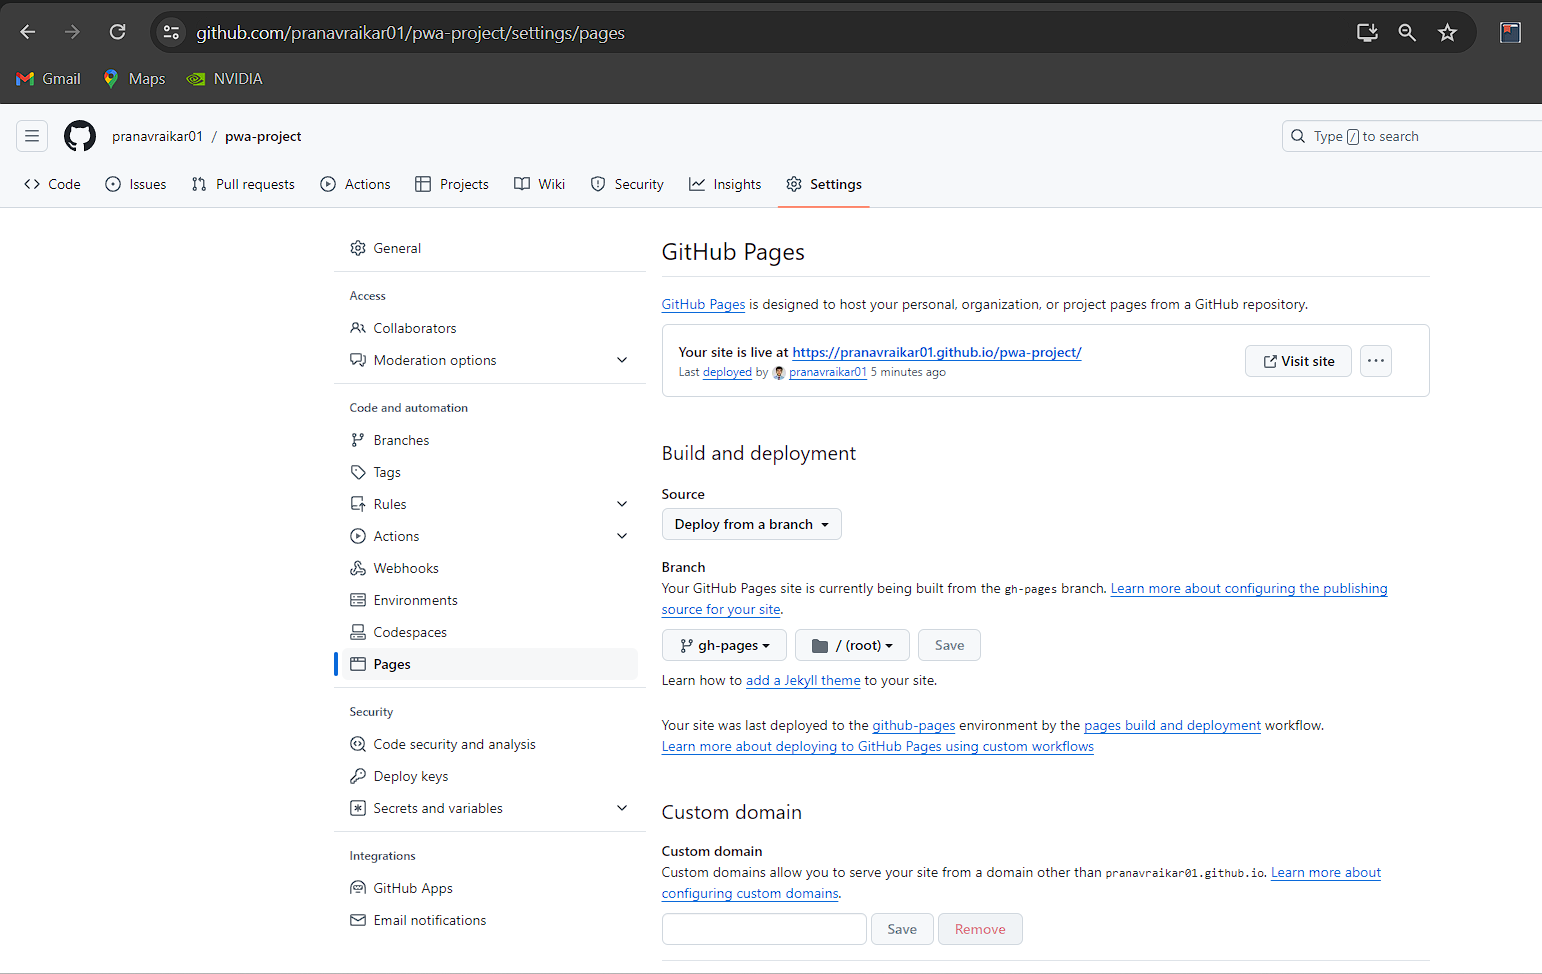 github.com/pranavraikar01/pwa-project/settings/pages
Gmail Maps NVIDIA
pranavraikar01 / pwa-project
Type / to search
Code Issues Pull requests Actions Projects Wiki Security Insights Settings
General
Access
Collaborators
Moderation options
Code and automation
Branches
Tags
Rules
Actions
Webhooks
Environments
Codespaces
Pages
Security
Code security and analysis
Deploy keys
Secrets and variables
Integrations
GitHub Apps
Email notifications
GitHub Pages
GitHub Pages is designed to host your personal, organization, or project pages from a GitHub repository.
Your site is live at https://pranavraikar01.github.io/pwa-project/
Last deployed by pranavraikar01 5 minutes ago
Visit site
Build and deployment
Source
Deploy from a branch
Branch
Your GitHub Pages site is currently being built from the gh-pages branch. Learn more about configuring the publishing
source for your site.
gh-pages / (root) Save
Learn how to add a Jekyll theme to your site.
Your site was last deployed to the github-pages environment by the pages build and deployment workflow.
Learn more about deploying to GitHub Pages using custom workflows
Custom domain
Custom domain
Custom domains allow you to serve your site from a domain other than pranavraikar01.github.io. Learn more about
configuring custom domains.
Save Remove